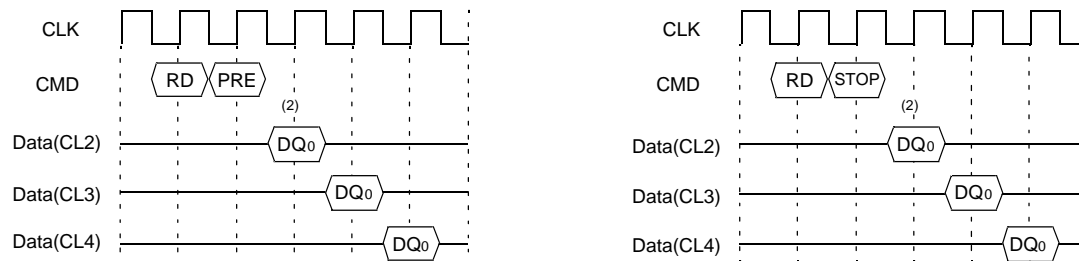 CLK
CMD RD PRE
(2)
Data(CL2) DQ0
Data(CL3) DQ0
Data(CL4) DQ0
CLK
CMD RD STOP
(2)
Data(CL2) DQ0
Data(CL3) DQ0
Data(CL4) DQ0